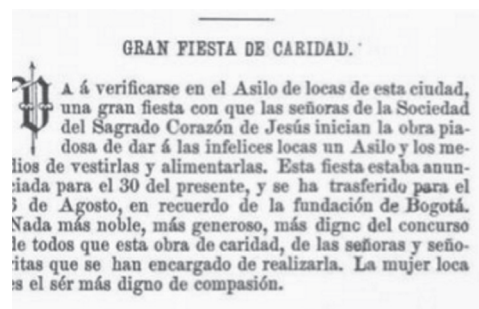 GRAN FIESTA DE CARIDAD.
VA á verificarse en el Asilo de locas de esta ciudad,
una gran fiesta con que las señoras de la Sociedad
del Sagrado Corazón de Jesús inician la obra pia-
dosa de dar á las infelices locas un Asilo y los me-
dios de vestirlas y alimentarlas. Esta fiesta estaba anun-
ciada para el 30 del presente, y se ha trasferido para el
6 de Agosto, en recuerdo de la fundación de Bogotá.
Nada más noble, más generoso, más digno del concurso
de todos que esta obra de caridad, de las señoras y seño-
ritas que se han encargado de realizarla. La mujer loca
es el sér más digno de compasión.